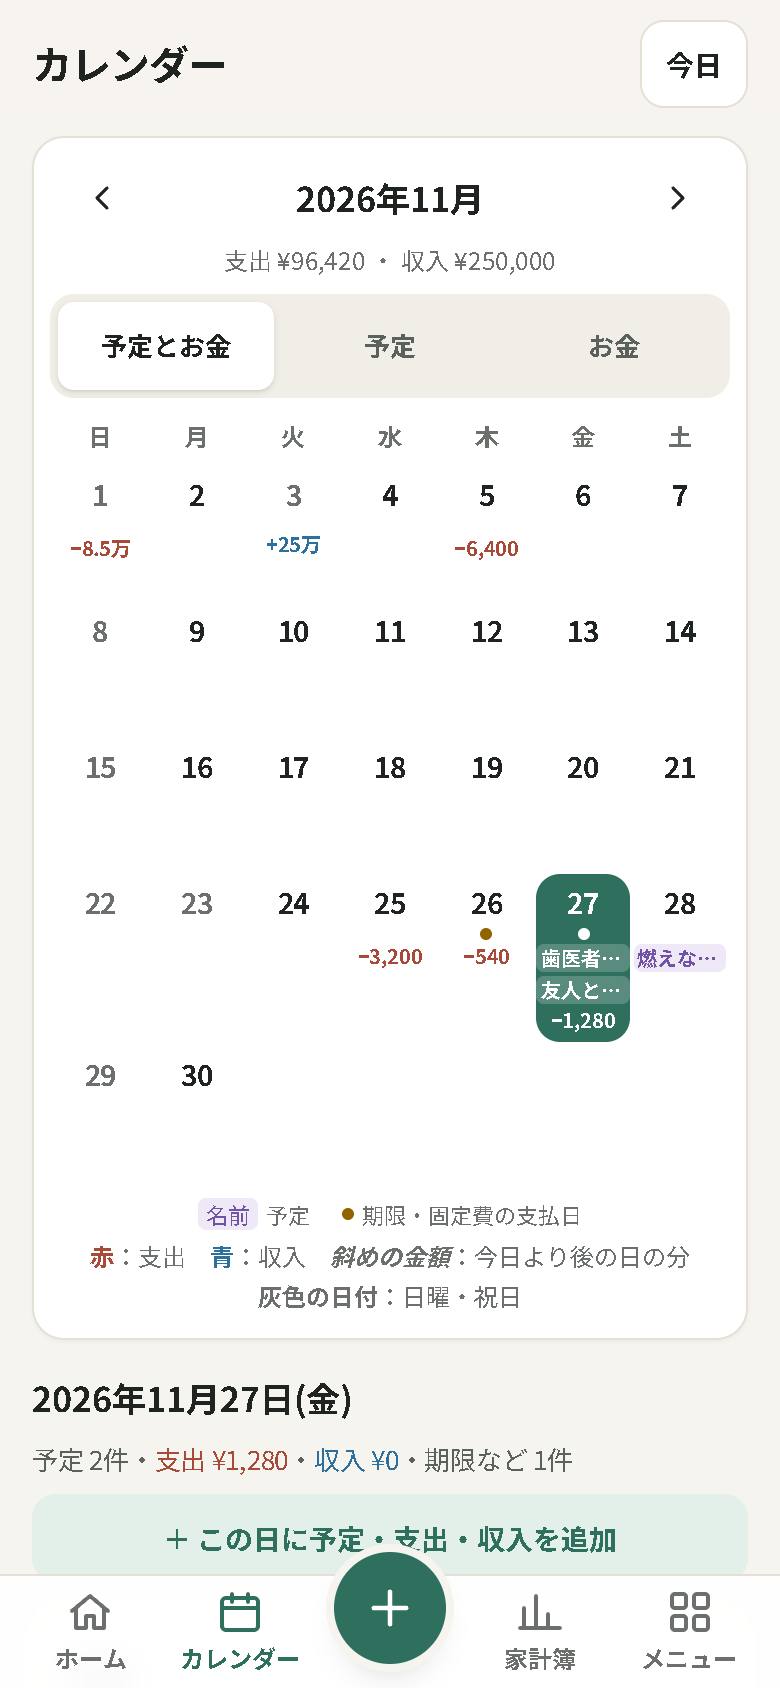 カレンダー
今日
2026年11月
支出 ¥96,420 ・ 収入 ¥250,000
予定とお金 予定 お金
日 月 火 水 木 金 土
1 2 3 4 5 6 7
−8.5万 +25万 −6,400
8 9 10 11 12 13 14
15 16 17 18 19 20 21
22 23 24 25 26 27 28
−3,200 −540 歯医者… 燃えな…
友人と…
−1,280
29 30
名前 予定 ●期限・固定費の支払日
赤：支出 青：収入 斜めの金額：今日より後の日の分
灰色の日付：日曜・祝日
2026年11月27日(金)
予定 2件・支出 ¥1,280・収入 ¥0・期限など 1件
＋ この日に予定・支出・収入を追加
ホーム カレンダー ＋ 家計簿 メニュー